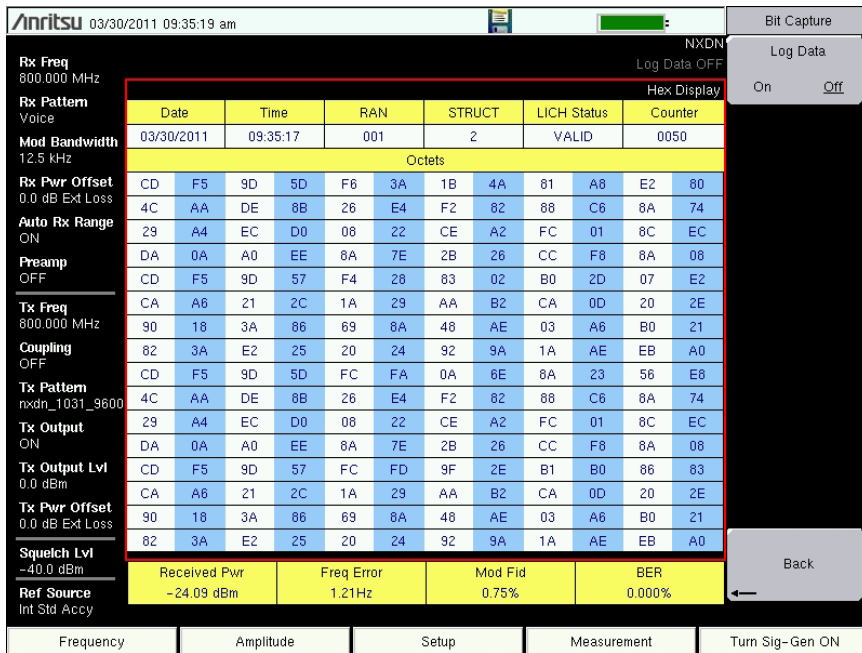 Anritsu 03/30/2011 09:35:19 am
Bit Capture
NXDN
Log Data OFF
Log Data
On Off
Back
Rx Freq
800.000 MHz
Rx Pattern
Voice
Mod Bandwidth
12.5 kHz
Rx Pwr Offset
0.0 dB Ext Loss
Auto Rx Range
ON
Preamp
OFF
Tx Freq
800.000 MHz
Coupling
OFF
Tx Pattern
nxdn_1031_9600
Tx Output
ON
Tx Output Lvl
0.0 dBm
Tx Pwr Offset
0.0 dB Ext Loss
Squelch Lvl
-40.0 dBm
Ref Source
Int Std Accy
Hex Display
Date Time RAN STRUCT LICH Status Counter
03/30/2011 09:35:17 001 2 VALID 0050
Octets
CD F5 9D 5D F6 3A 1B 4A 81 A8 E2 80
4C AA DE 8B 26 E4 F2 82 88 C6 8A 74
29 A4 EC D0 08 22 CE A2 FC 01 8C EC
DA 0A A0 EE 8A 7E 2B 26 CC F8 8A 08
CD F5 9D 57 F4 28 83 02 B0 2D 07 E2
CA A6 21 2C 1A 29 AA B2 CA 0D 20 2E
90 18 3A 86 69 8A 48 AE 03 A6 B0 21
82 3A E2 25 20 24 92 9A 1A AE EB A0
CD F5 9D 5D FC FA 0A 6E 8A 23 56 E8
4C AA DE 8B 26 E4 F2 82 88 C6 8A 74
29 A4 EC D0 08 22 CE A2 FC 01 8C EC
DA 0A A0 EE 8A 7E 2B 26 CC F8 8A 08
CD F5 9D 57 FC FD 9F 2E B1 B0 86 83
CA A6 21 2C 1A 29 AA B2 CA 0D 20 2E
90 18 3A 86 69 8A 48 AE 03 A6 B0 21
82 3A E2 25 20 24 92 9A 1A AE EB A0
Received Pwr Freq Error Mod Fid BER
-24.09 dBm 1.21Hz 0.75% 0.000%
Frequency Amplitude Setup Measurement Turn Sig-Gen ON